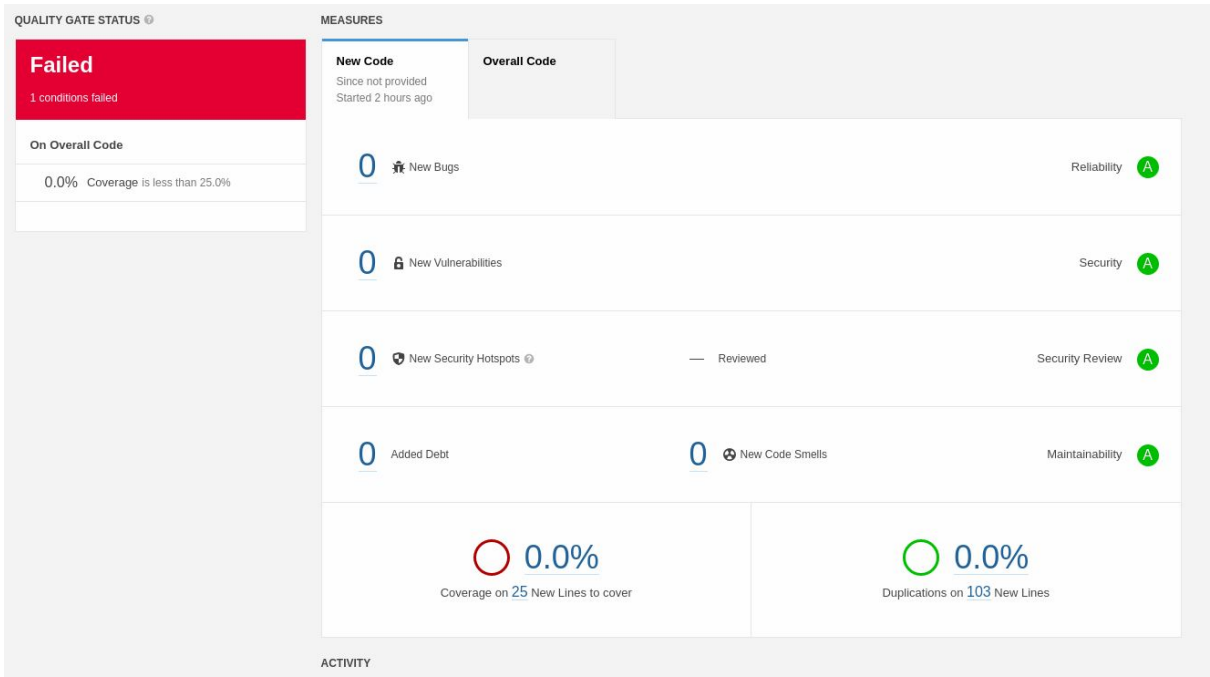 QUALITY GATE STATUS
MEASURES
Failed
1 conditions failed
On Overall Code
0.0% Coverage is less than 25.0%
New Code
Since not provided
Started 2 hours ago
Overall Code
0 New Bugs
Reliability A
0 New Vulnerabilities
Security A
0 New Security Hotspots
— Reviewed
Security Review A
0 Added Debt
0 New Code Smells
Maintainability A
0.0%
Coverage on 25 New Lines to cover
0.0%
Duplications on 103 New Lines
ACTIVITY